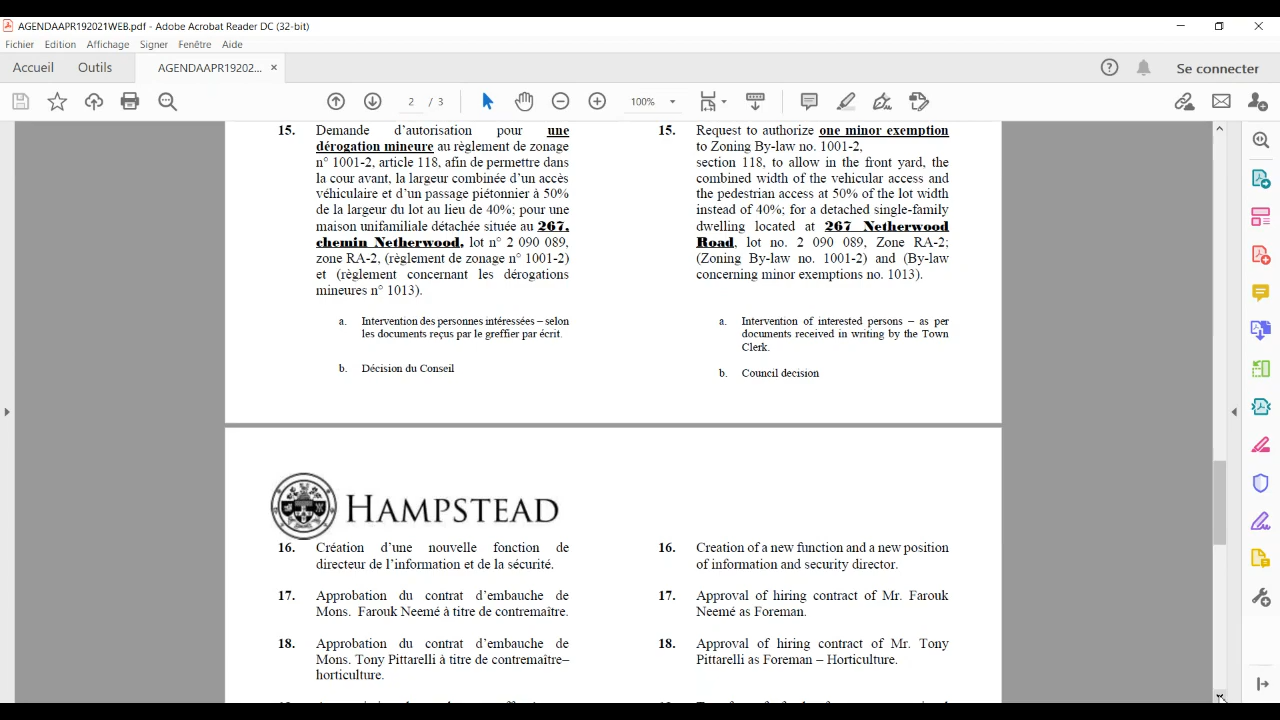 AGENDAAPR192021WEB.pdf - Adobe Acrobat Reader DC (32-bit)
Fichier Edition Affichage Signer Fenêtre Aide
Accueil Outils AGENDAAPR19202... × Se connecter
2 / 3 100%
15. Demande d'autorisation pour une
dérogation mineure au règlement de zonage
n° 1001-2, article 118, afin de permettre dans
la cour avant, la largeur combinée d'un accès
véhiculaire et d'un passage piétonnier à 50%
de la largeur du lot au lieu de 40%; pour une
maison unifamiliale détachée située au 267,
chemin Netherwood, lot n° 2 090 089,
zone RA-2, (règlement de zonage n° 1001-2)
et (règlement concernant les dérogations
mineures n° 1013).
a. Intervention des personnes intéressées – selon
les documents reçus par le greffier par écrit.
b. Décision du Conseil
15. Request to authorize one minor exemption
to Zoning By-law no. 1001-2,
section 118, to allow in the front yard, the
combined width of the vehicular access and
the pedestrian access at 50% of the lot width
instead of 40%; for a detached single-family
dwelling located at 267 Netherwood
Road, lot no. 2 090 089, Zone RA-2;
(Zoning By-law no. 1001-2) and (By-law
concerning minor exemptions no. 1013).
a. Intervention of interested persons – as per
documents received in writing by the Town
Clerk.
b. Council decision
HAMPSTEAD
16. Création d'une nouvelle fonction de
directeur de l'information et de la sécurité.
17. Approbation du contrat d'embauche de
Mons. Farouk Neemé à titre de contremaître.
18. Approbation du contrat d'embauche de
Mons. Tony Pittarelli à titre de contremaître–
horticulture.
16. Creation of a new function and a new position
of information and security director.
17. Approval of hiring contract of Mr. Farouk
Neemé as Foreman.
18. Approval of hiring contract of Mr. Tony
Pittarelli as Foreman – Horticulture.